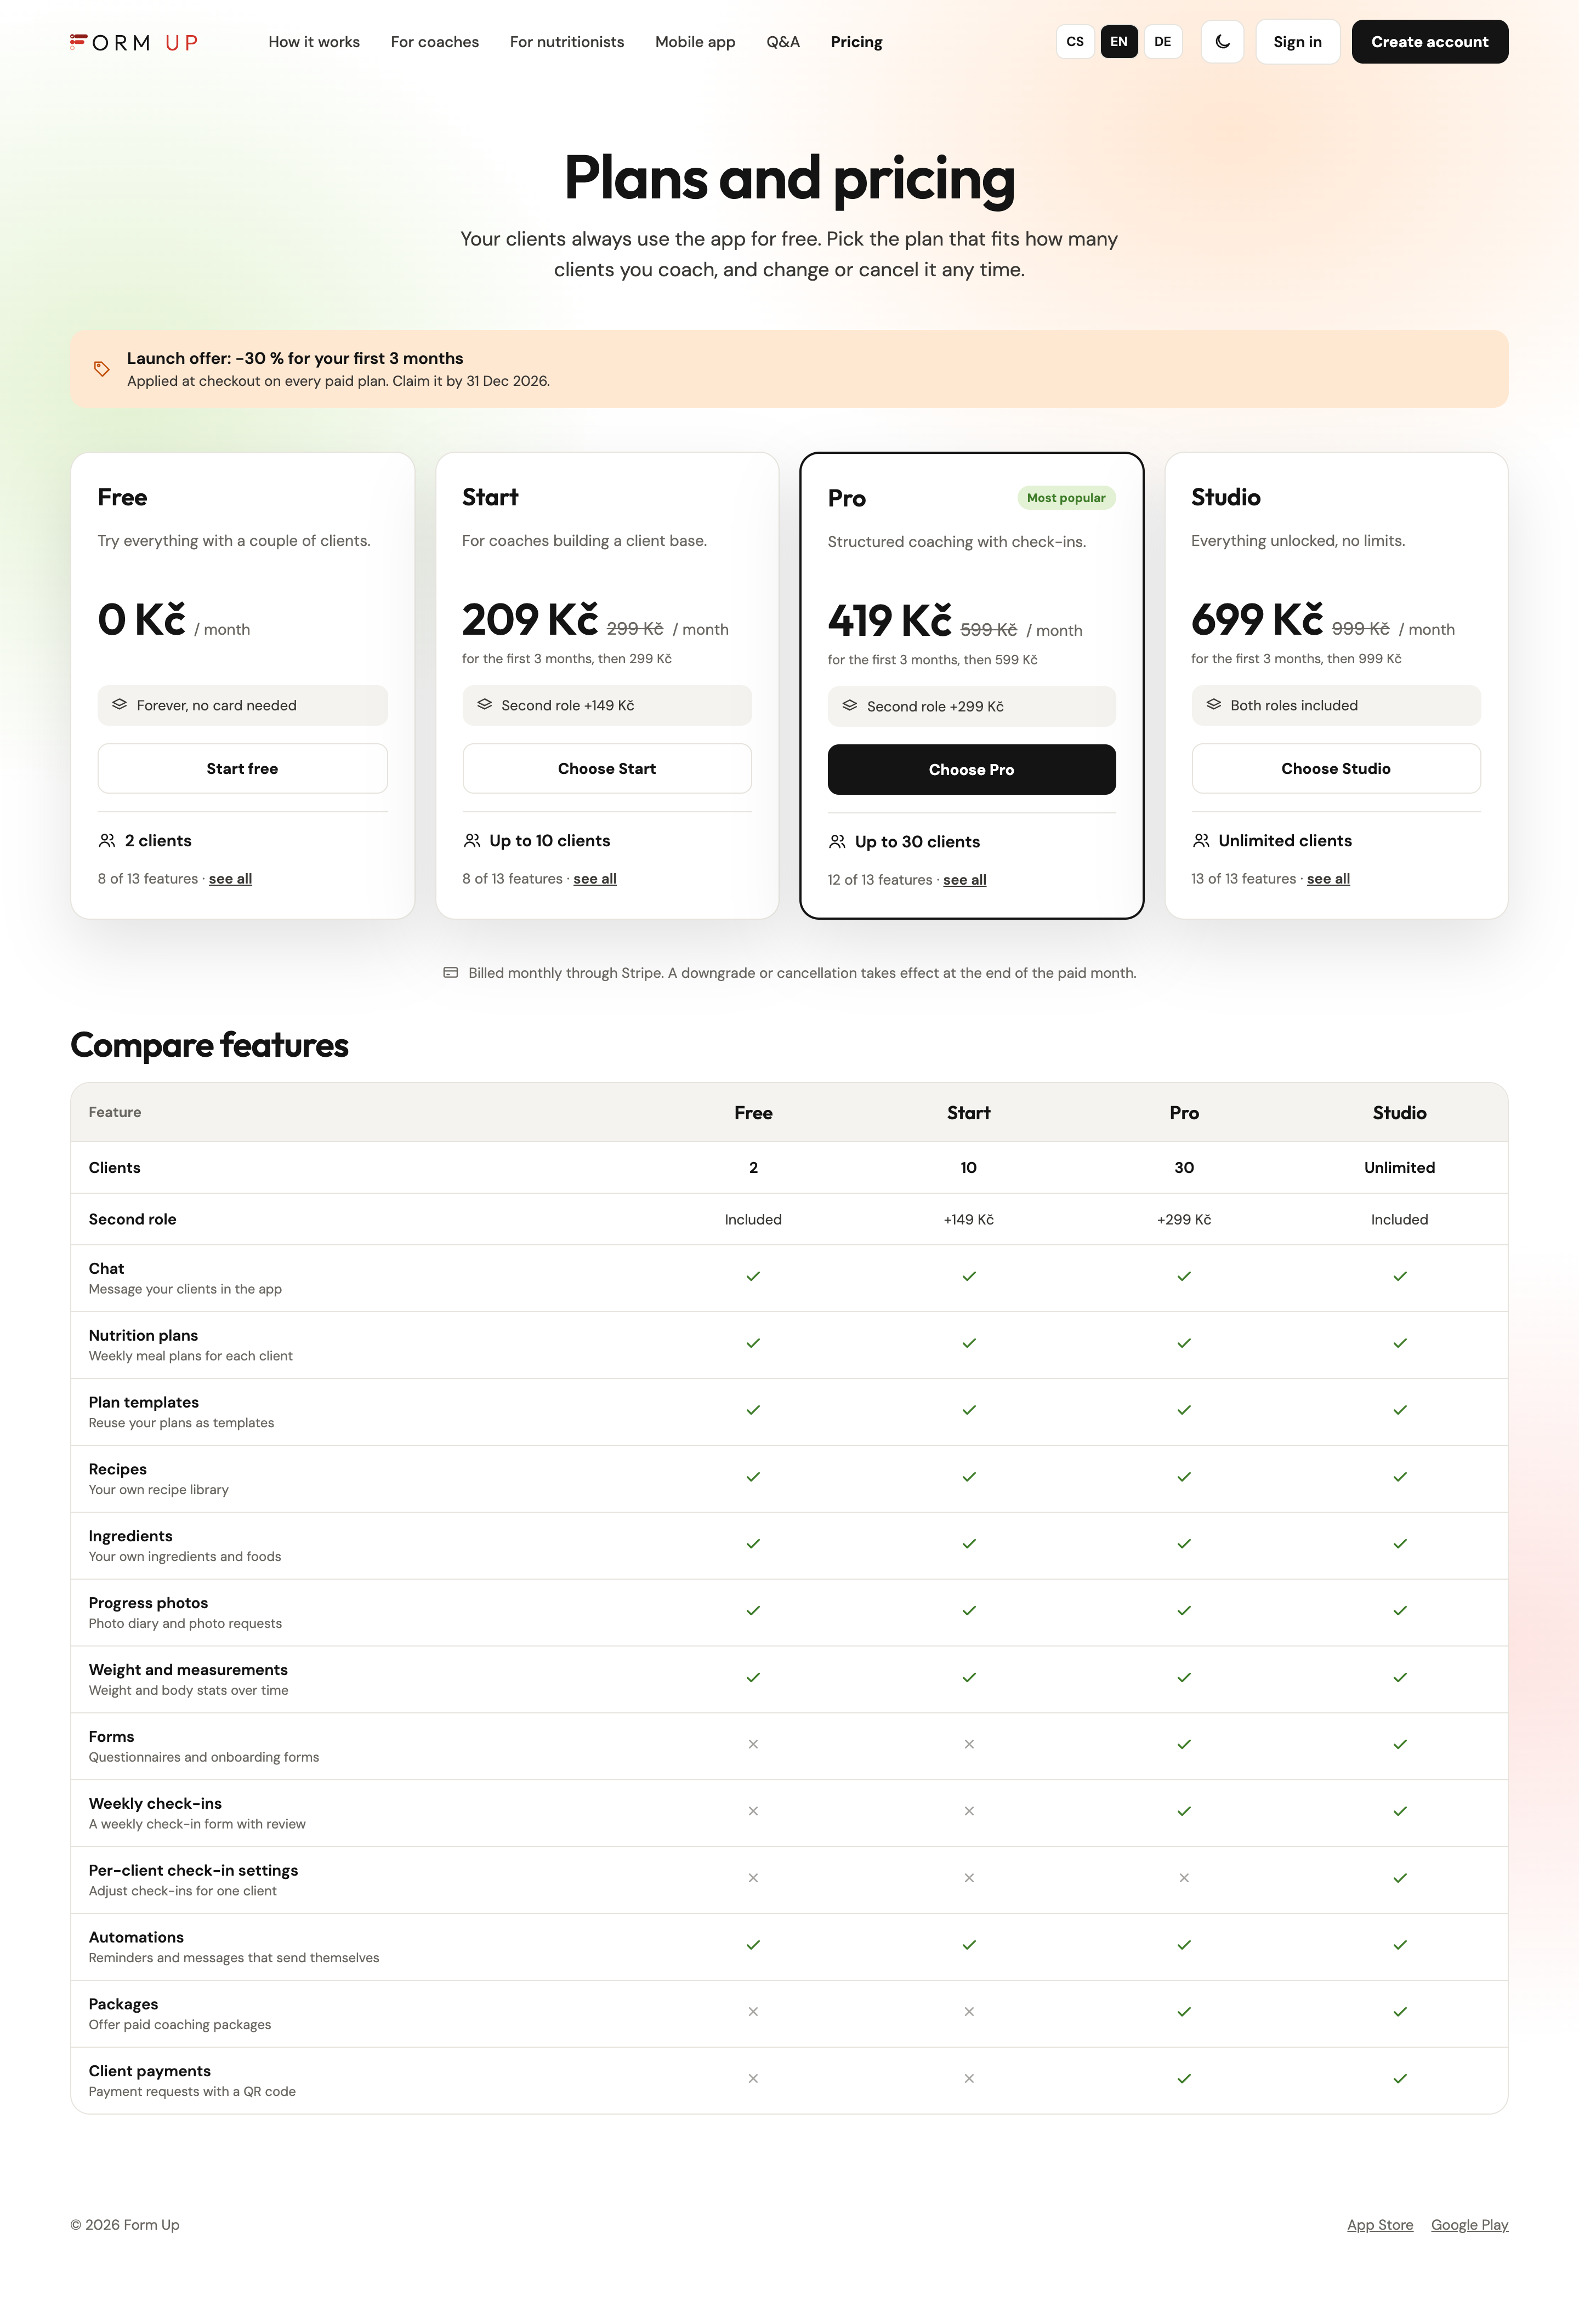 FORM UP
How it works
For coaches
For nutritionists
Mobile app
Q&A
Pricing
CS
EN
DE
Sign in
Create account
Plans and pricing
Your clients always use the app for free. Pick the plan that fits how many
clients you coach, and change or cancel it any time.
Launch offer: -30 % for your first 3 months
Applied at checkout on every paid plan. Claim it by 31 Dec 2026.
Free
Try everything with a couple of clients.
0 Kč / month
Forever, no card needed
Start free
2 clients
8 of 13 features · see all
Start
For coaches building a client base.
209 Kč 299 Kč / month
for the first 3 months, then 299 Kč
Second role +149 Kč
Choose Start
Up to 10 clients
8 of 13 features · see all
Pro
Most popular
Structured coaching with check-ins.
419 Kč 599 Kč / month
for the first 3 months, then 599 Kč
Second role +299 Kč
Choose Pro
Up to 30 clients
12 of 13 features · see all
Studio
Everything unlocked, no limits.
699 Kč 999 Kč / month
for the first 3 months, then 999 Kč
Both roles included
Choose Studio
Unlimited clients
13 of 13 features · see all
Billed monthly through Stripe. A downgrade or cancellation takes effect at the end of the paid month.
Compare features
Feature Free Start Pro Studio
Clients 2 10 30 Unlimited
Second role Included +149 Kč +299 Kč Included
Chat
Message your clients in the app
Nutrition plans
Weekly meal plans for each client
Plan templates
Reuse your plans as templates
Recipes
Your own recipe library
Ingredients
Your own ingredients and foods
Progress photos
Photo diary and photo requests
Weight and measurements
Weight and body stats over time
Forms
Questionnaires and onboarding forms
Weekly check-ins
A weekly check-in form with review
Per-client check-in settings
Adjust check-ins for one client
Automations
Reminders and messages that send themselves
Packages
Offer paid coaching packages
Client payments
Payment requests with a QR code
© 2026 Form Up
App Store
Google Play